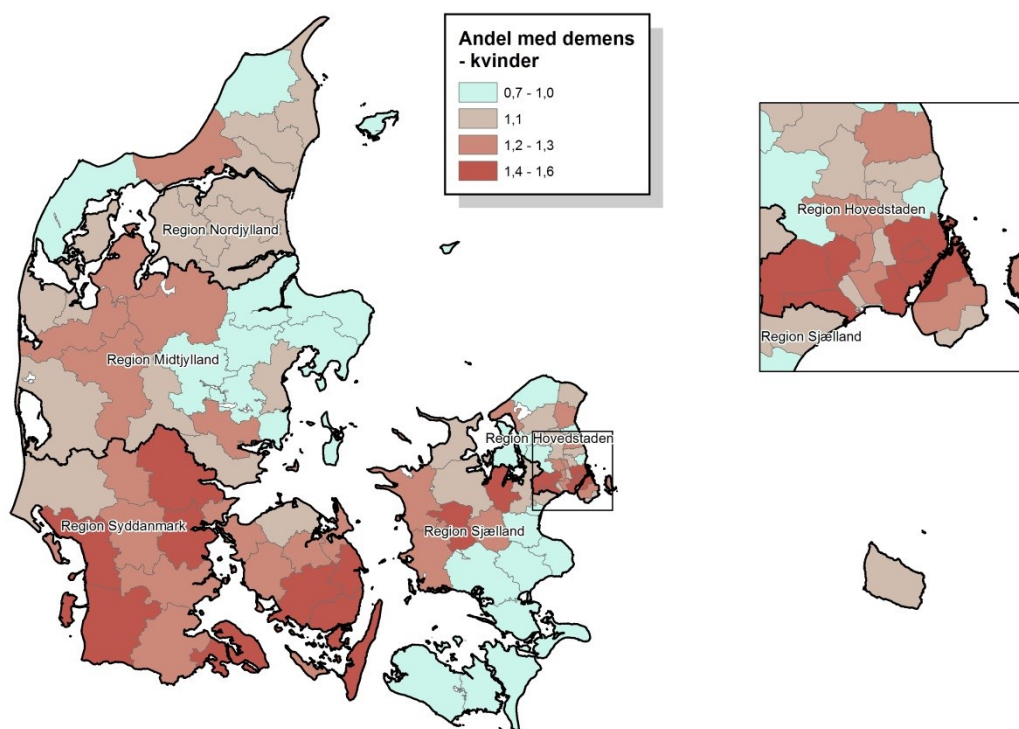 Andel med demens
- kvinder
0,7 - 1,0
1,1
1,2 - 1,3
1,4 - 1,6
Region Nordjylland
Region Midtjylland
Region Syddanmark
Region Hovedstaden
Region Sjælland
Region Hovedstaden
Region Sjælland